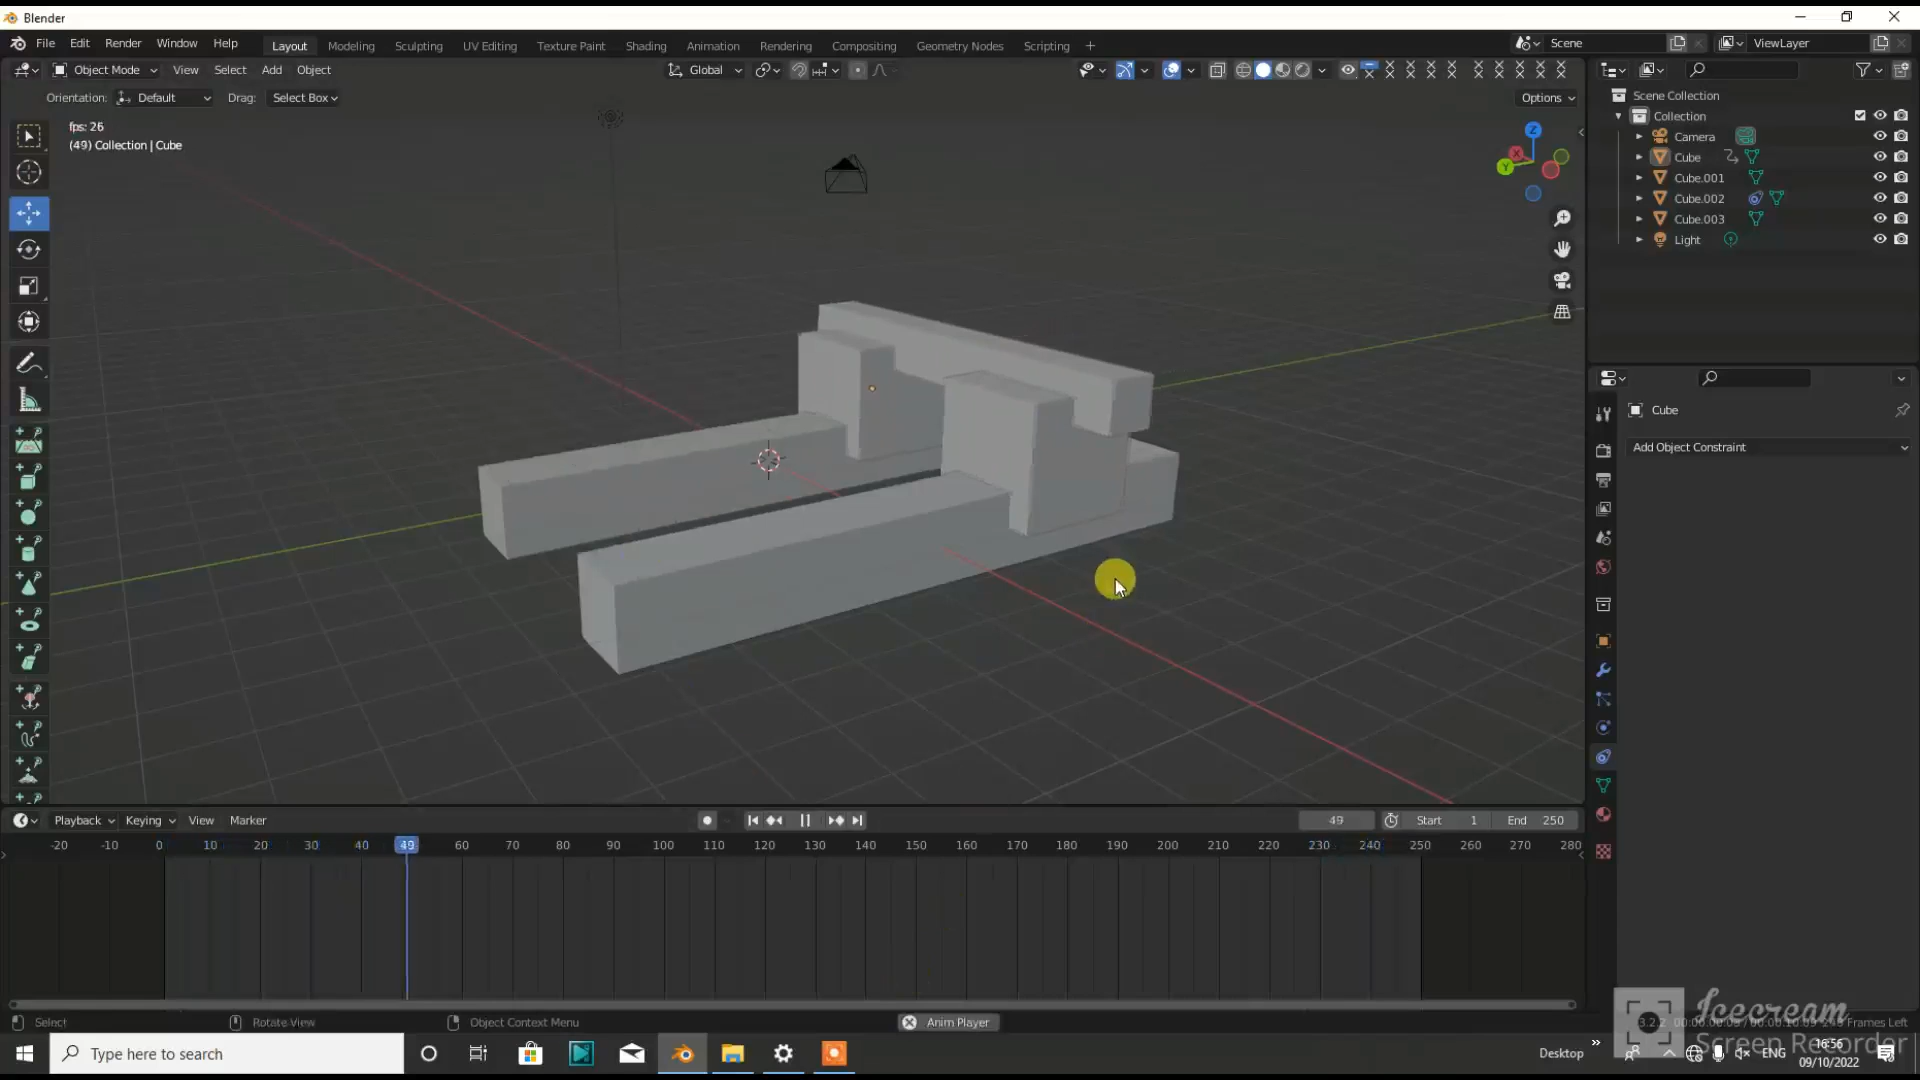 Blender
File Edit Render Window Help Layout Modeling Sculpting UV Editing Texture Paint Shading Animation Rendering Compositing Geometry Nodes Scripting + Scene ViewLayer
Object Mode View Select Add Object Global
Orientation: Default Drag: Select Box Options
fps: 26
(49) Collection | Cube
Z
X
Y
Scene Collection
Collection
Camera
Cube
Cube.001
Cube.002
Cube.003
Light
Cube
Add Object Constraint
Playback Keying View Marker 49 Start 1 End 250
-20 -10 0 10 20 30 40 49 60 70 80 90 100 110 120 130 140 150 160 170 180 190 200 210 220 230 240 250 260 270 280
Select Rotate View Object Context Menu Anim Player
Icecream
Screen Recorder
Frames Left
Type here to search
Desktop
ENG
16:56
09/10/2022